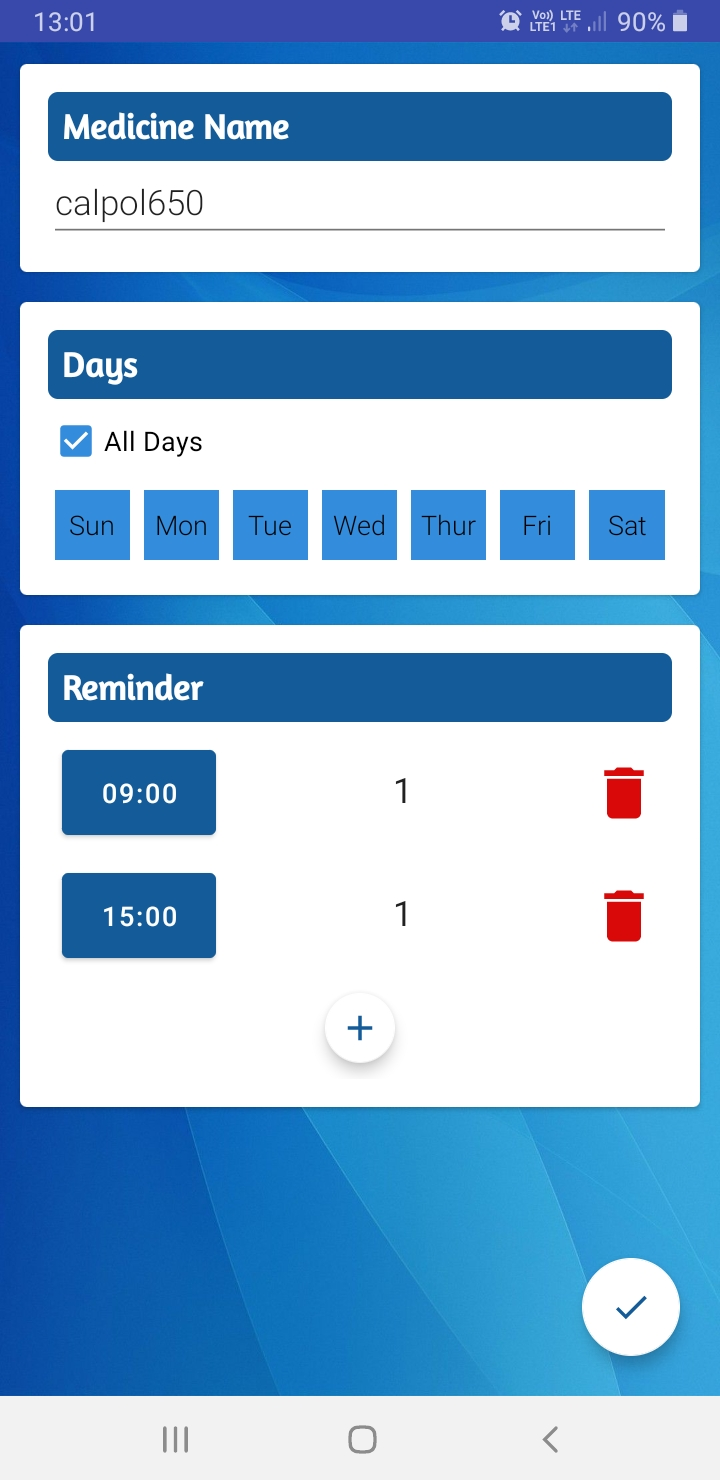 13:01 Vo)) LTE LTE1 90%
Medicine Name
calpol650
Days
All Days
Sun Mon Tue Wed Thur Fri Sat
Reminder
09:00 1
15:00 1